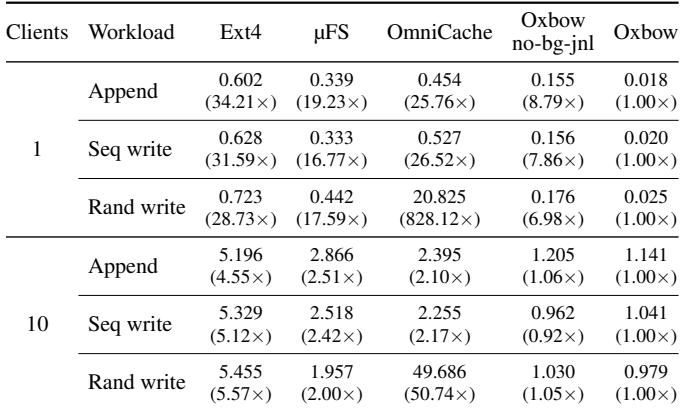 Clients Workload Ext4 μFS OmniCache Oxbow no-bg-jnl Oxbow
1 Append 0.602 0.339 0.454 0.155 0.018
(34.21×) (19.23×) (25.76×) (8.79×) (1.00×)
Seq write 0.628 0.333 0.527 0.156 0.020
(31.59×) (16.77×) (26.52×) (7.86×) (1.00×)
Rand write 0.723 0.442 20.825 0.176 0.025
(28.73×) (17.59×) (828.12×) (6.98×) (1.00×)
10 Append 5.196 2.866 2.395 1.205 1.141
(4.55×) (2.51×) (2.10×) (1.06×) (1.00×)
Seq write 5.329 2.518 2.255 0.962 1.041
(5.12×) (2.42×) (2.17×) (0.92×) (1.00×)
Rand write 5.455 1.957 49.686 1.030 0.979
(5.57×) (2.00×) (50.74×) (1.05×) (1.00×)